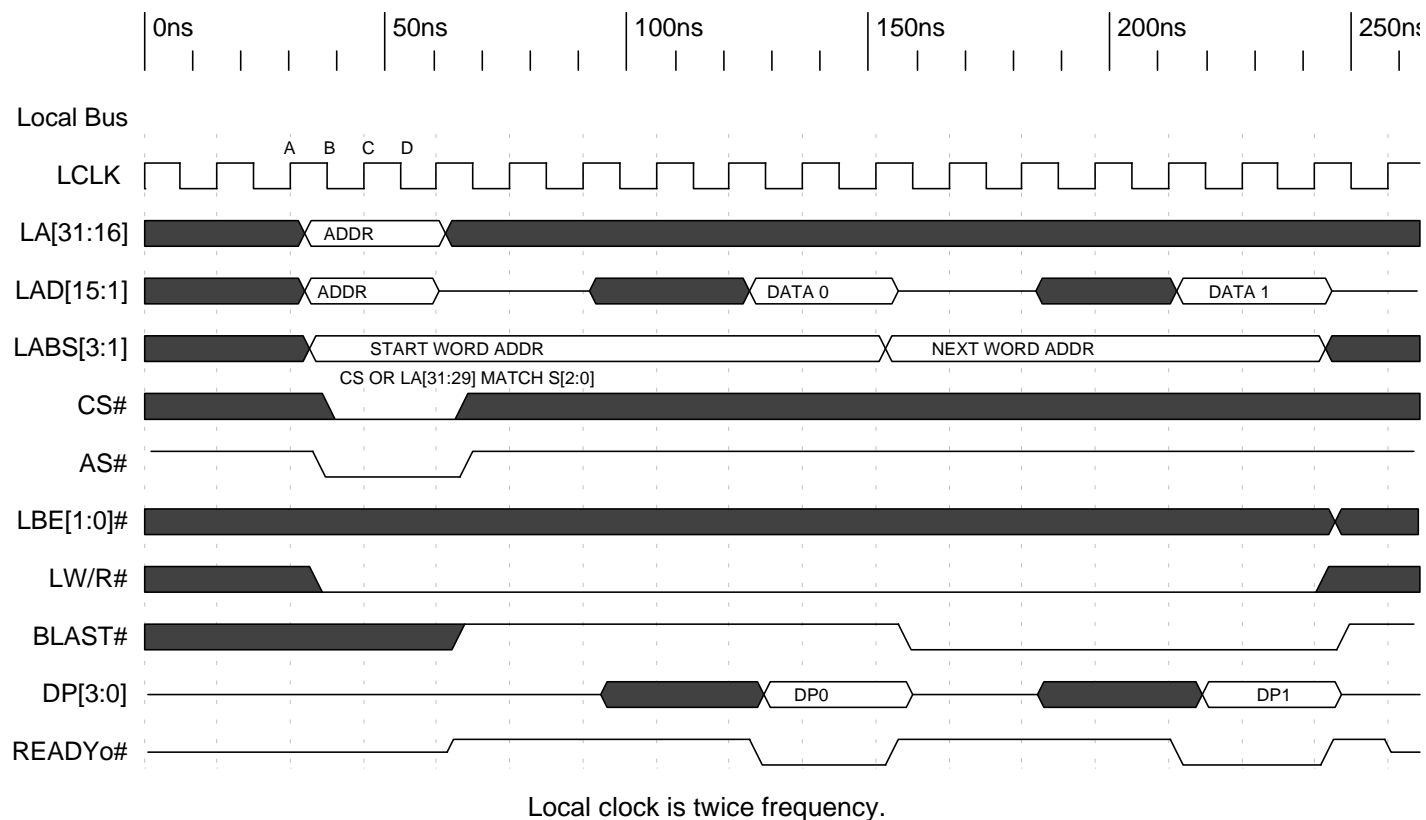 0ns 50ns 100ns 150ns 200ns 250ns
Local Bus
A B C D
LCLK
LA[31:16] ADDR
LAD[15:1] ADDR DATA 0 DATA 1
LABS[3:1] START WORD ADDR NEXT WORD ADDR
CS OR LA[31:29] MATCH S[2:0]
CS#
AS#
LBE[1:0]#
LW/R#
BLAST#
DP[3:0] DP0 DP1
READYo#
Local clock is twice frequency.